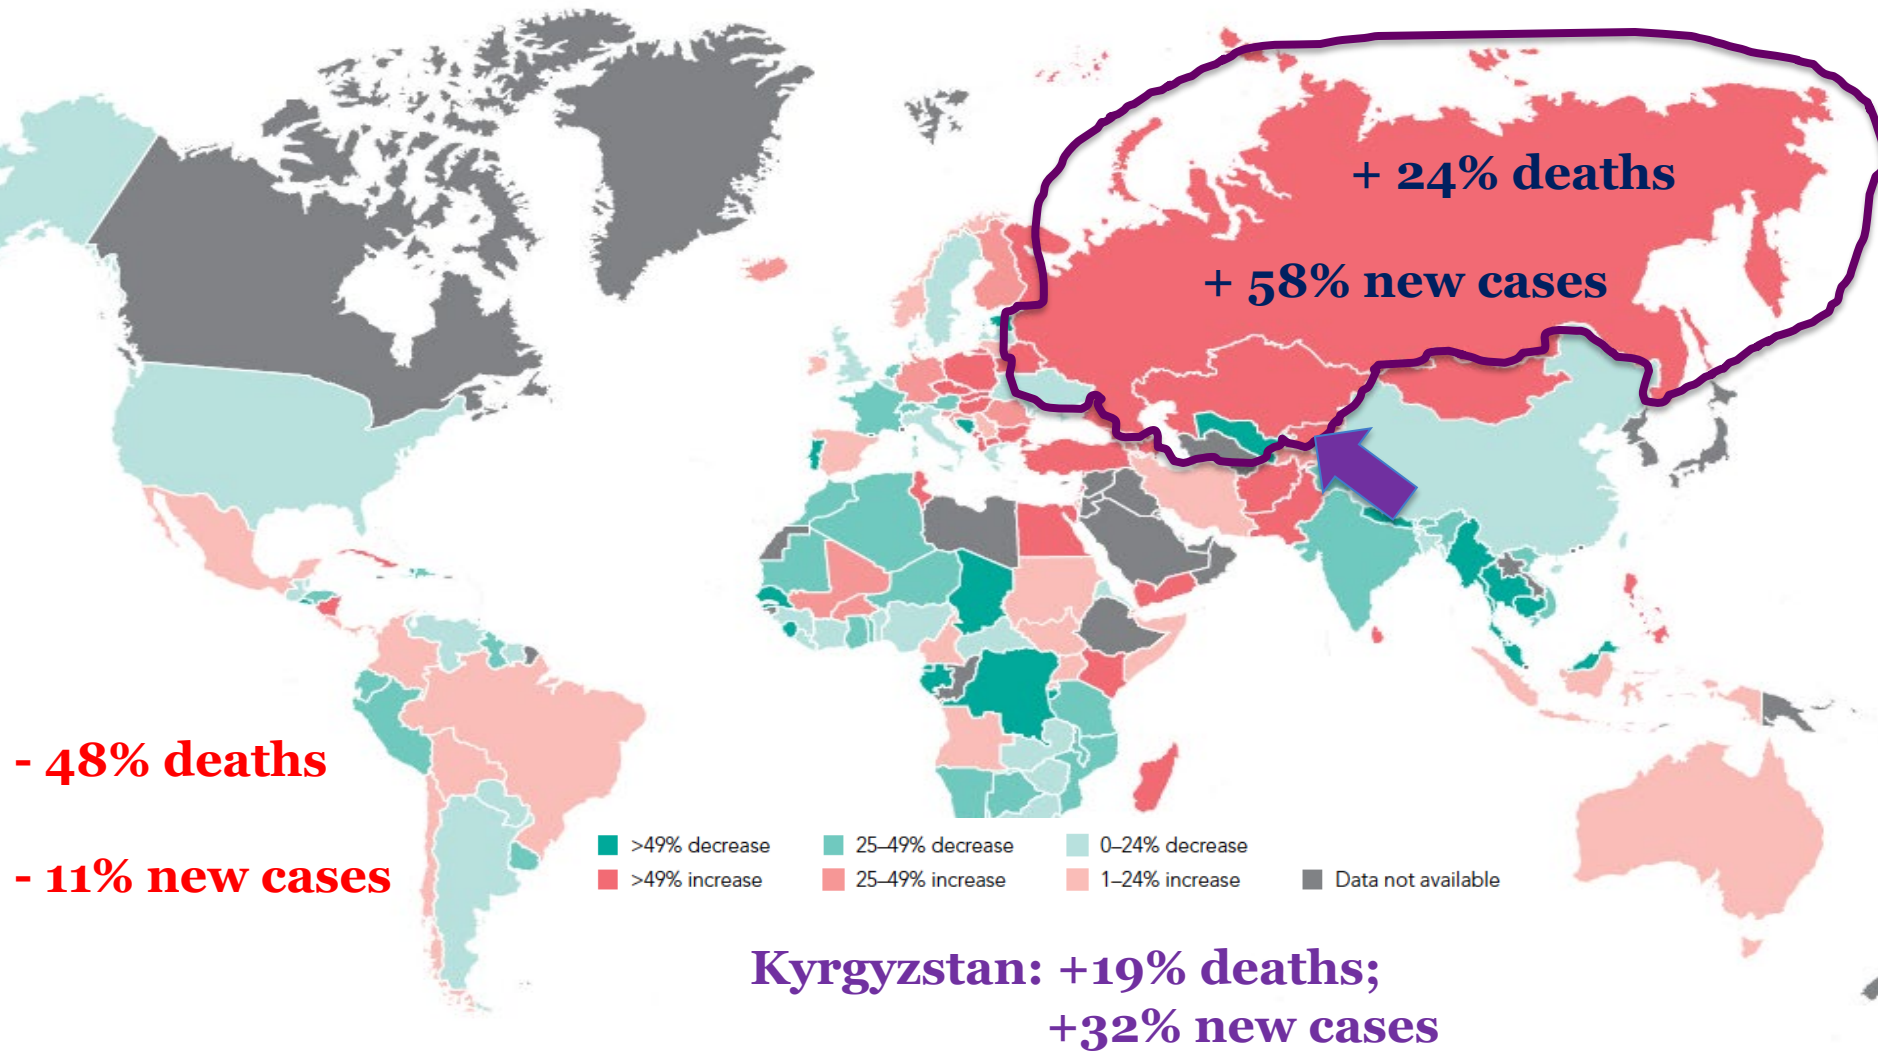 + 24% deaths
+ 58% new cases
- 48% deaths
- 11% new cases
>49% decrease
25–49% decrease
0–24% decrease
>49% increase
25–49% increase
1–24% increase
Data not available
Kyrgyzstan: +19% deaths;
+32% new cases